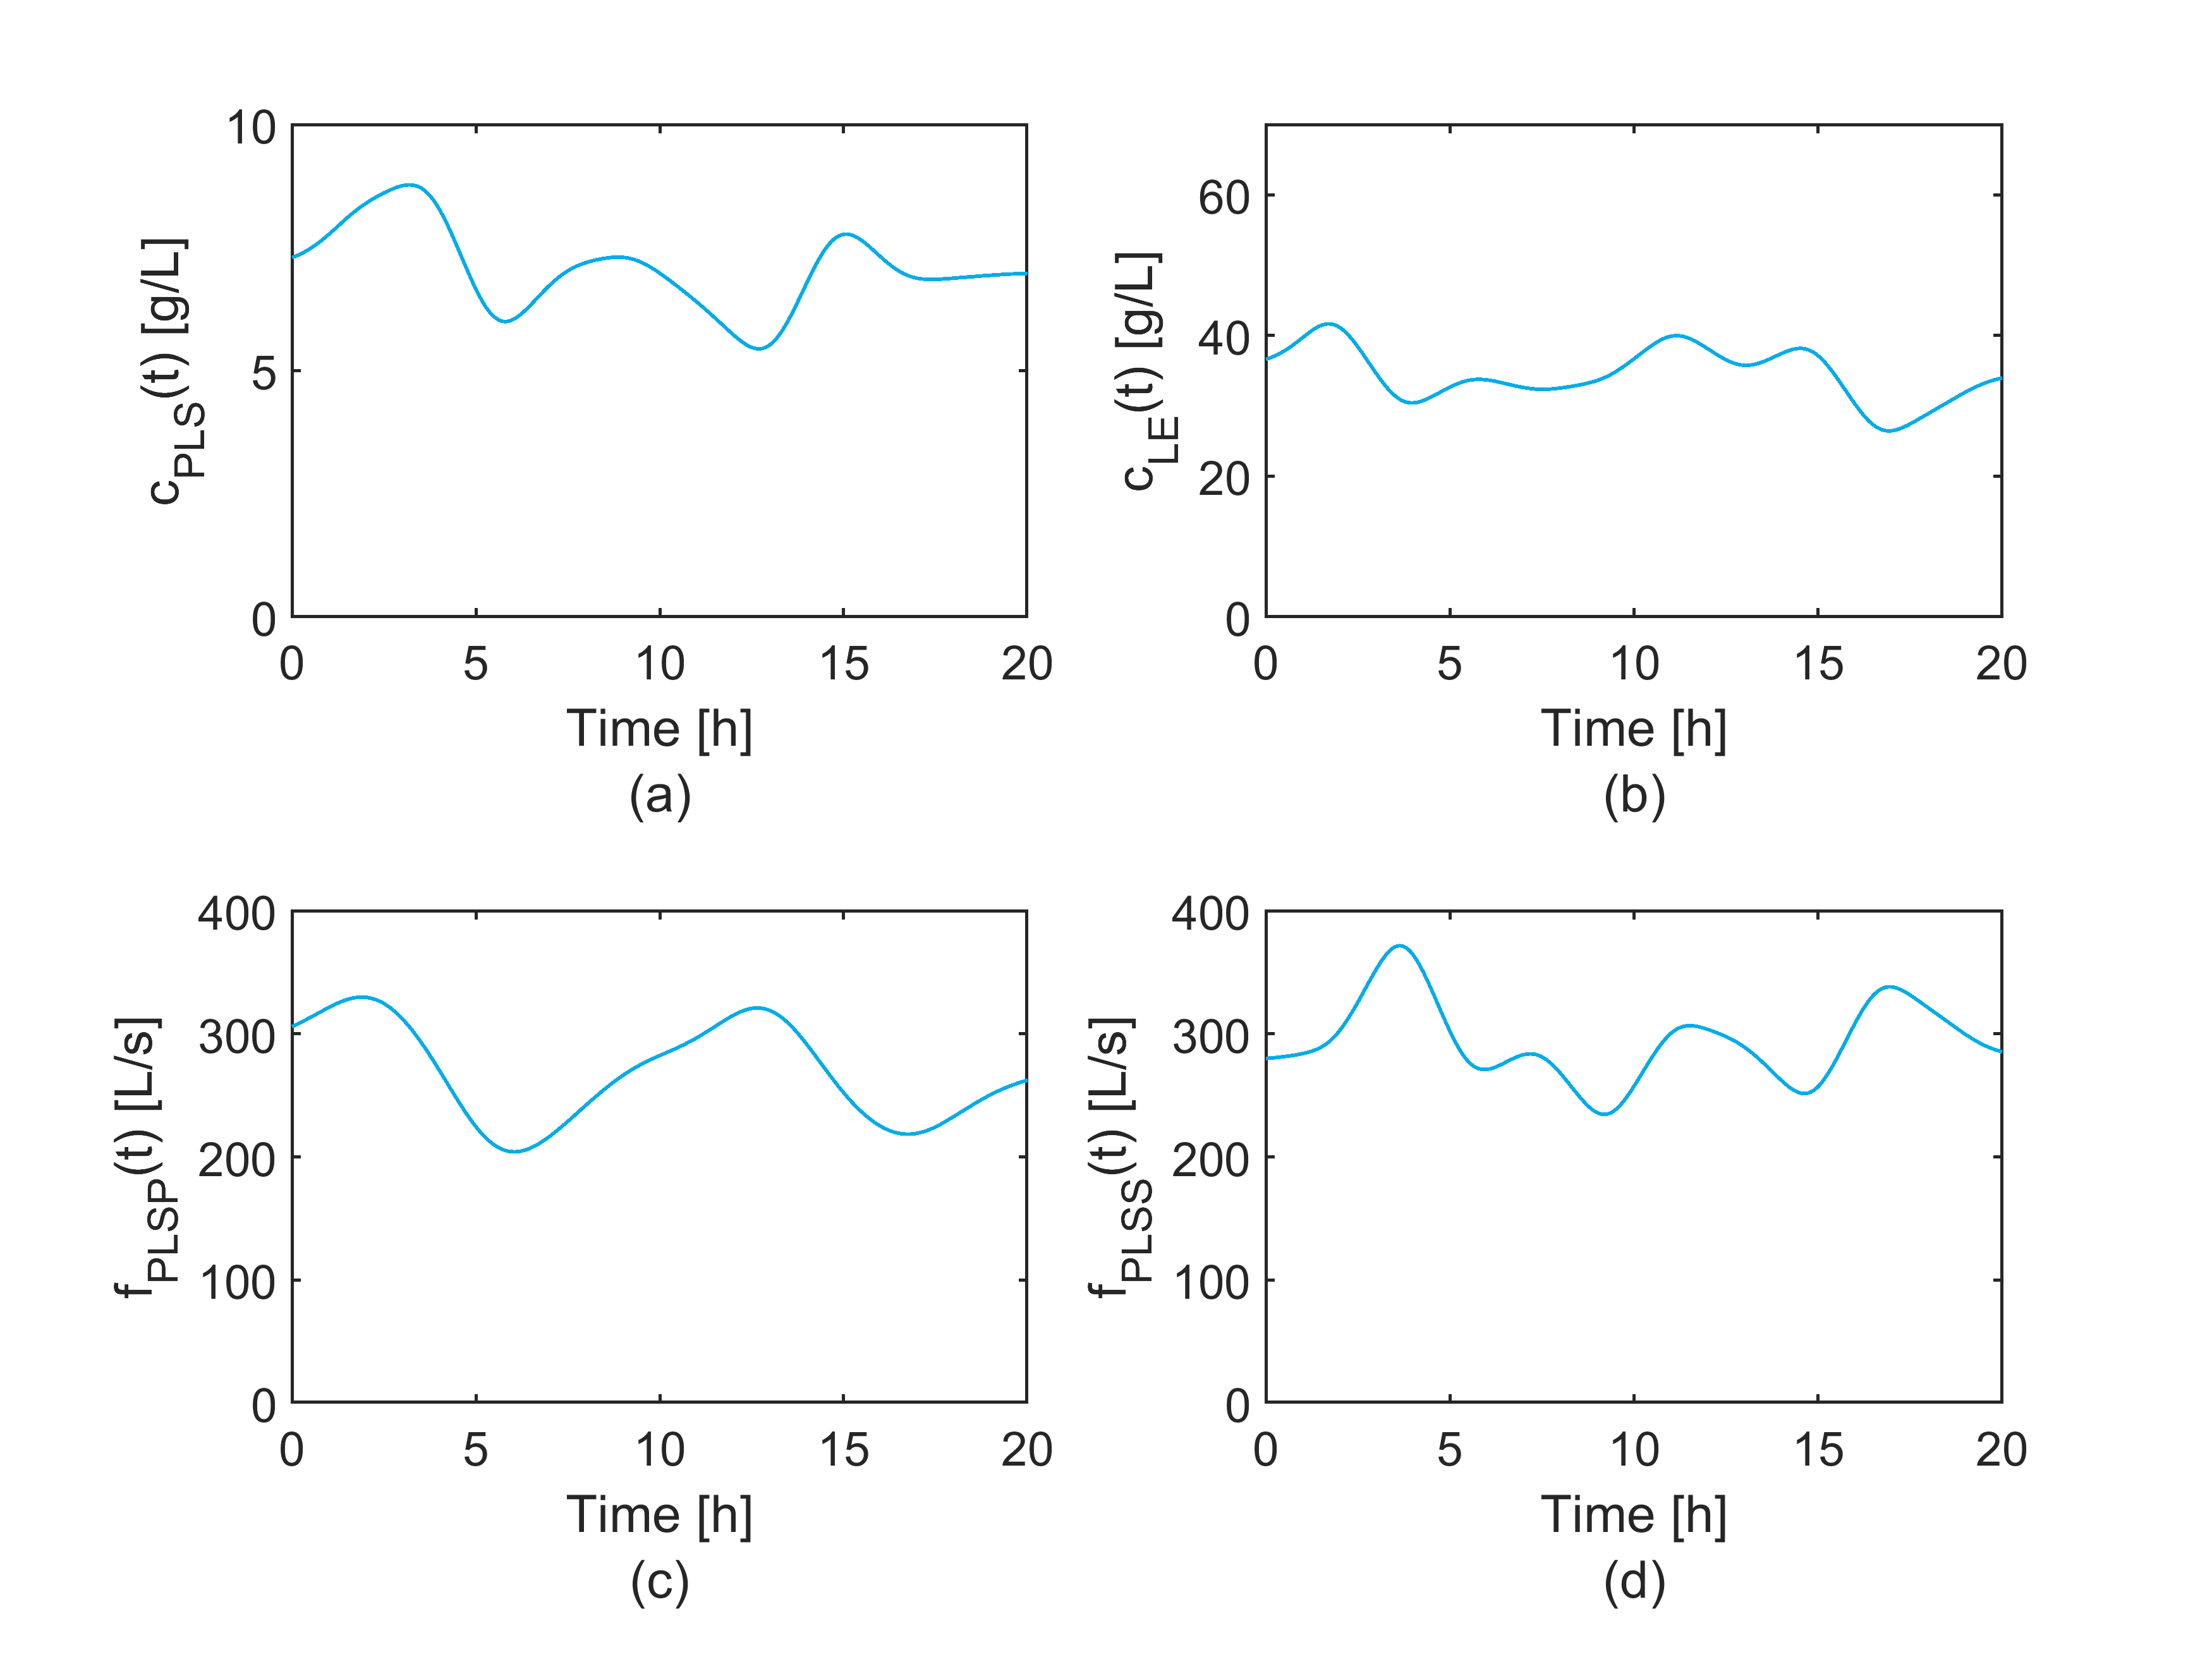 c_PLS(t) [g/L]
10
5
0
0 5 10 15 20
Time [h]
(a)
c_LE(t) [g/L]
60
40
20
0
0 5 10 15 20
Time [h]
(b)
f_PLSP(t) [L/s]
400
300
200
100
0
0 5 10 15 20
Time [h]
(c)
f_PLSS(t) [L/s]
400
300
200
100
0
0 5 10 15 20
Time [h]
(d)